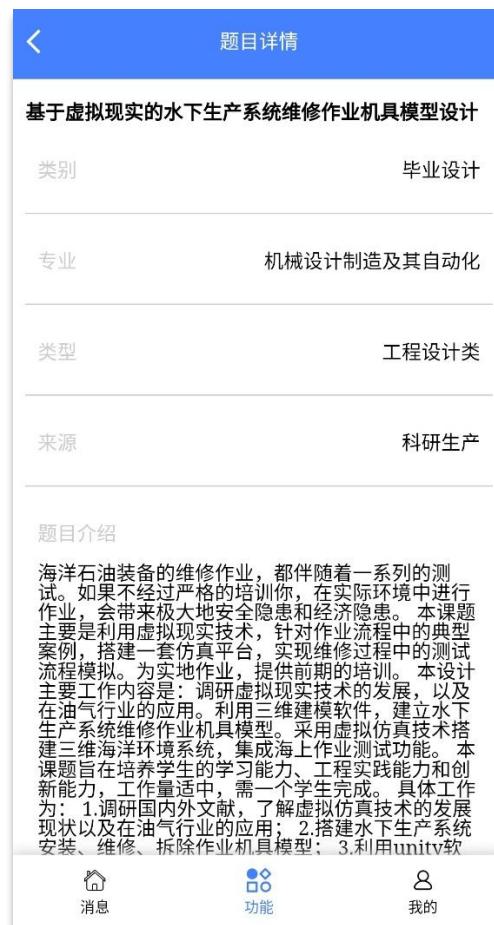 题目详情
基于虚拟现实的水下生产系统维修作业机具模型设计
类别 毕业设计
专业 机械设计制造及其自动化
类型 工程设计类
来源 科研生产
题目介绍
海洋石油装备的维修作业，都伴随着一系列的测
试。如果不经过严格的培训你，在实际环境中进行
作业，会带来极大地安全隐患和经济隐患。 本课题
主要是利用虚拟现实技术，针对作业流程中的典型
案例，搭建一套仿真平台，实现维修过程中的测试
流程模拟。为实地作业，提供前期的培训。 本设计
主要工作内容是：调研虚拟现实技术的发展，以及
在油气行业的应用。利用三维建模软件，建立水下
生产系统维修作业机具模型。采用虚拟仿真技术搭
建三维海洋环境系统，集成海上作业测试功能。 本
课题旨在培养学生的学习能力、工程实践能力和创
新能力，工作量适中，需一个学生完成。 具体工作
为： 1.调研国内外文献，了解虚拟仿真技术的发展
现状以及在油气行业的应用； 2.搭建水下生产系统
安装、维修、拆除作业机具模型； 3.利用unity软
消息 功能 我的